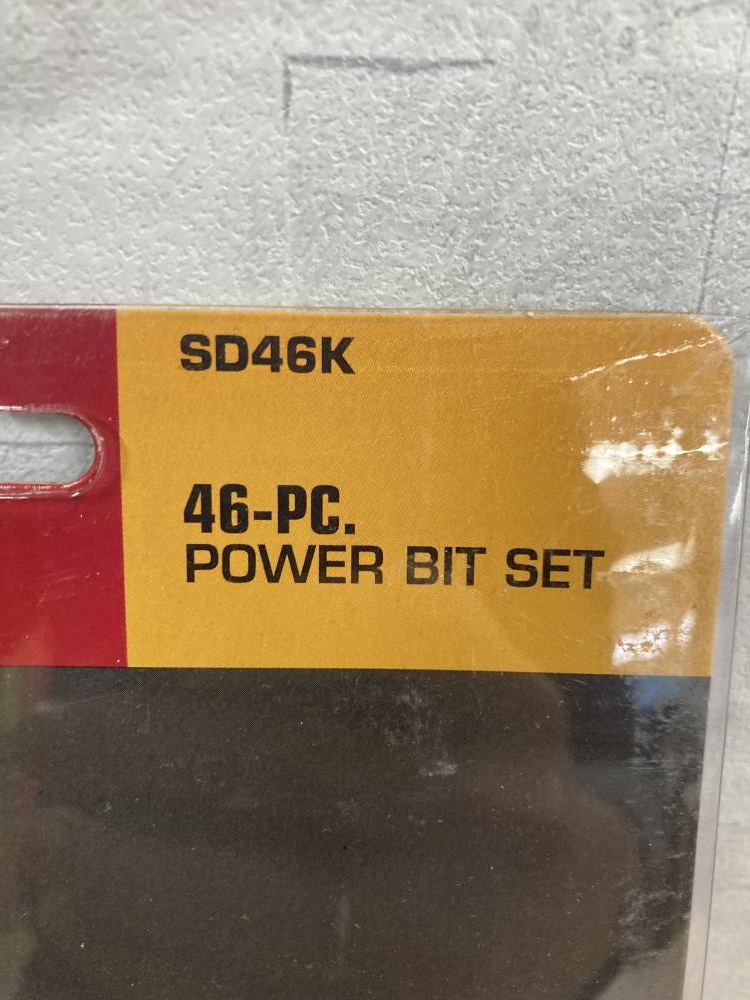 SD46K
46-PC.
POWER BIT SET